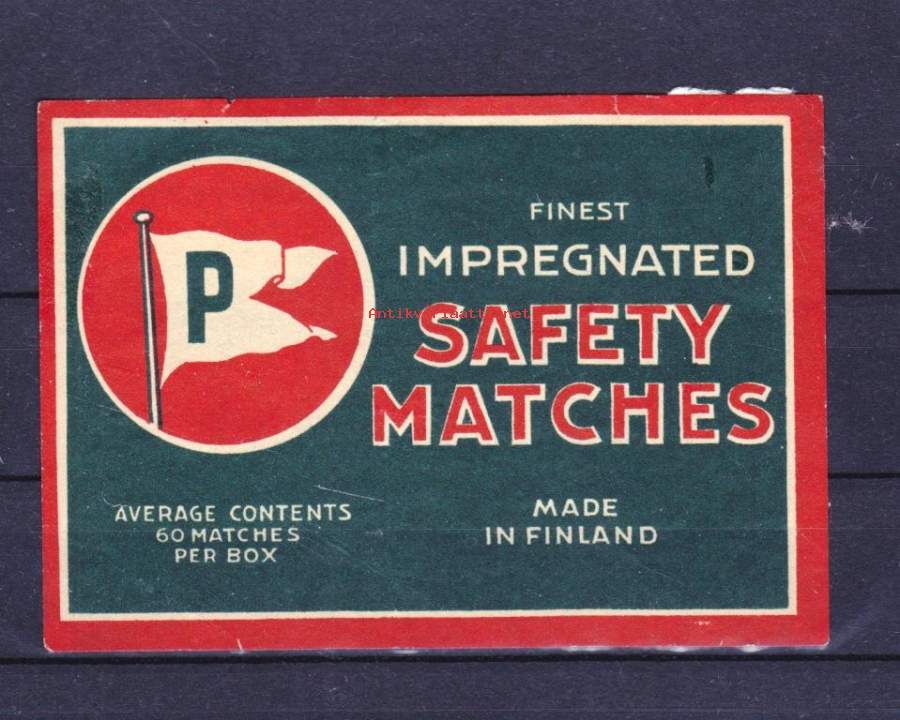 P
FINEST
IMPREGNATED
SAFETY
MATCHES
AVERAGE CONTENTS
60 MATCHES
PER BOX
MADE
IN FINLAND